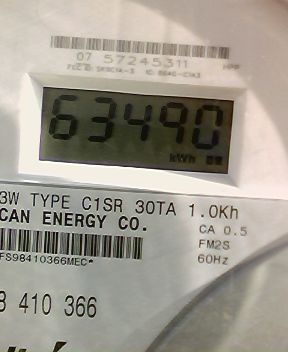 07 57245311
63490
kWh
3W TYPE C1SR 30TA 1.0Kh
CAN ENERGY CO.
CA 0.5
FM2S
60Hz
FS98410366MEC*
8 410 366